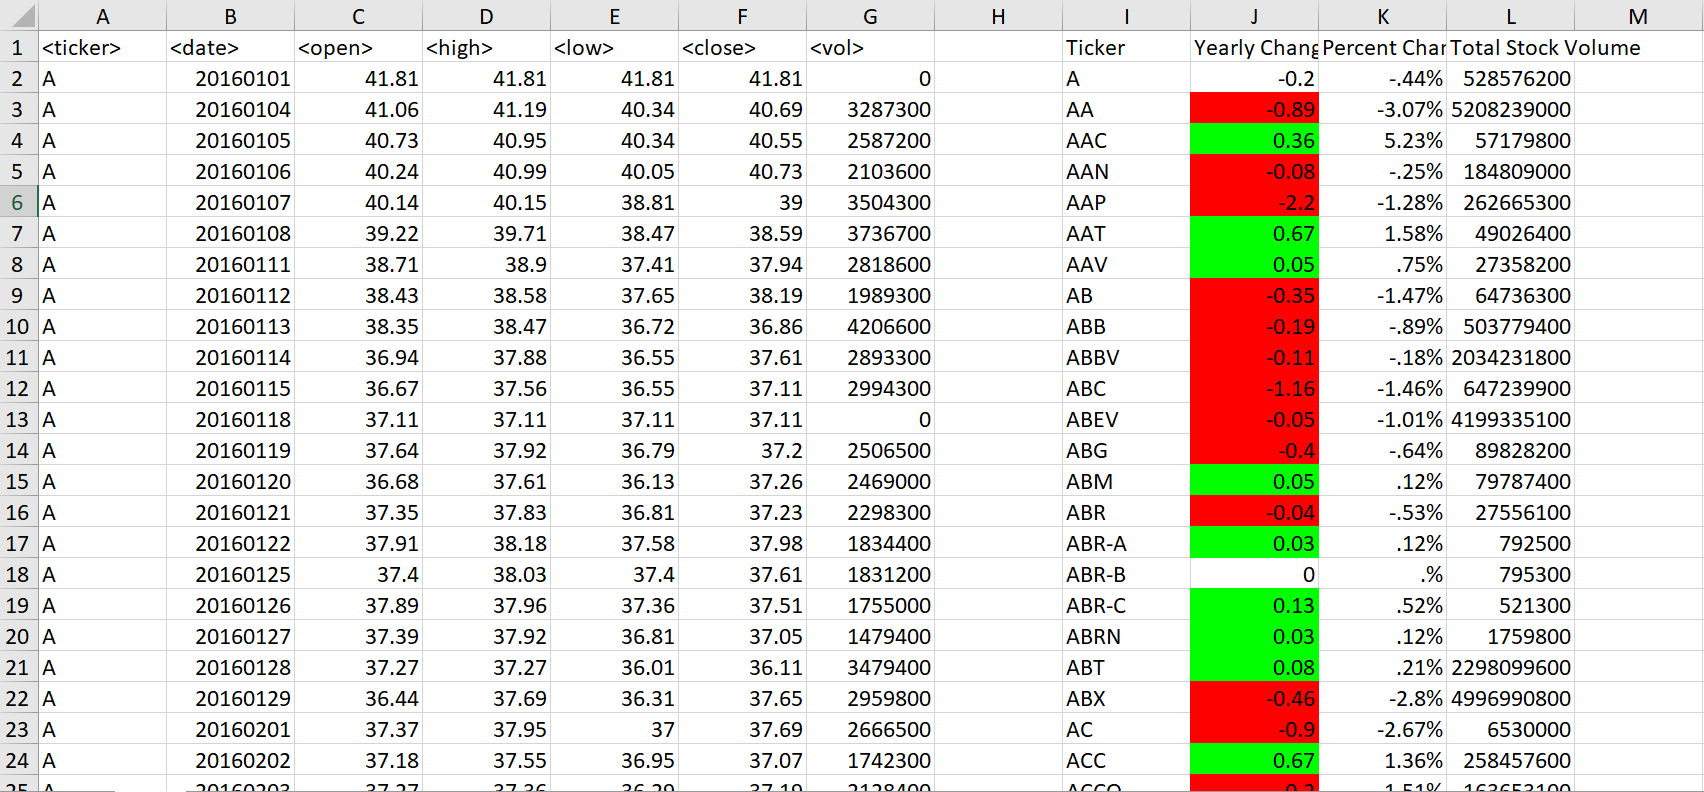 A B C D E F G H I J K L M
1 <ticker> <date> <open> <high> <low> <close> <vol> Ticker Yearly Chang Percent Char Total Stock Volume
2 A 20160101 41.81 41.81 41.81 41.81 0 A -0.2 -.44% 528576200
3 A 20160104 41.06 41.19 40.34 40.69 3287300 AA -0.89 -3.07% 5208239000
4 A 20160105 40.73 40.95 40.34 40.55 2587200 AAC 0.36 5.23% 57179800
5 A 20160106 40.24 40.99 40.05 40.73 2103600 AAN -0.08 -.25% 184809000
6 A 20160107 40.14 40.15 38.81 39 3504300 AAP -2.2 -1.28% 262665300
7 A 20160108 39.22 39.71 38.47 38.59 3736700 AAT 0.67 1.58% 49026400
8 A 20160111 38.71 38.9 37.41 37.94 2818600 AAV 0.05 .75% 27358200
9 A 20160112 38.43 38.58 37.65 38.19 1989300 AB -0.35 -1.47% 64736300
10 A 20160113 38.35 38.47 36.72 36.86 4206600 ABB -0.19 -.89% 503779400
11 A 20160114 36.94 37.88 36.55 37.61 2893300 ABBV -0.11 -.18% 2034231800
12 A 20160115 36.67 37.56 36.55 37.11 2994300 ABC -1.16 -1.46% 647239900
13 A 20160118 37.11 37.11 37.11 37.11 0 ABEV -0.05 -1.01% 4199335100
14 A 20160119 37.64 37.92 36.79 37.2 2506500 ABG -0.4 -.64% 89828200
15 A 20160120 36.68 37.61 36.13 37.26 2469000 ABM 0.05 .12% 79787400
16 A 20160121 37.35 37.83 36.81 37.23 2298300 ABR -0.04 -.53% 27556100
17 A 20160122 37.91 38.18 37.58 37.98 1834400 ABR-A 0.03 .12% 792500
18 A 20160125 37.4 38.03 37.4 37.61 1831200 ABR-B 0 .% 795300
19 A 20160126 37.89 37.96 37.36 37.51 1755000 ABR-C 0.13 .52% 521300
20 A 20160127 37.39 37.92 36.81 37.05 1479400 ABRN 0.03 .12% 1759800
21 A 20160128 37.27 37.27 36.01 36.11 3479400 ABT 0.08 .21% 2298099600
22 A 20160129 36.44 37.69 36.31 37.65 2959800 ABX -0.46 -2.8% 4996990800
23 A 20160201 37.37 37.95 37 37.69 2666500 AC -0.9 -2.67% 6530000
24 A 20160202 37.18 37.55 36.95 37.07 1742300 ACC 0.67 1.36% 258457600
25 A 20160203